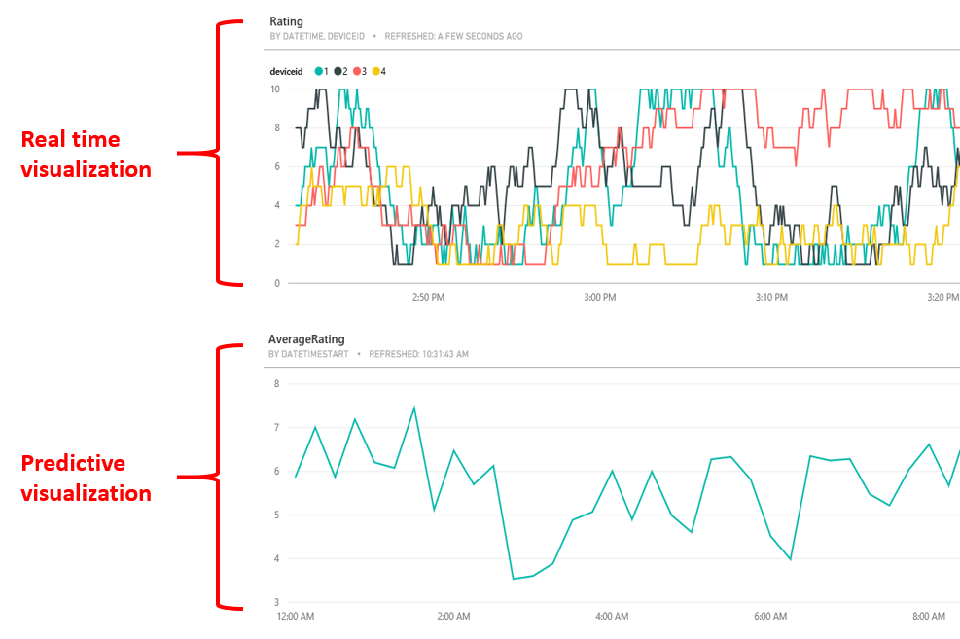 Real time
visualization
Rating
BY DATETIME, DEVICEID • REFRESHED: A FEW SECONDS AGO
deviceid 1 2 3 4
10
8
6
4
2
0
2:50 PM 3:00 PM 3:10 PM 3:20 PM
Predictive
visualization
AverageRating
BY DATETIMESTART • REFRESHED: 10:31:43 AM
8
7
6
5
4
3
12:00 AM 2:00 AM 4:00 AM 6:00 AM 8:00 AM